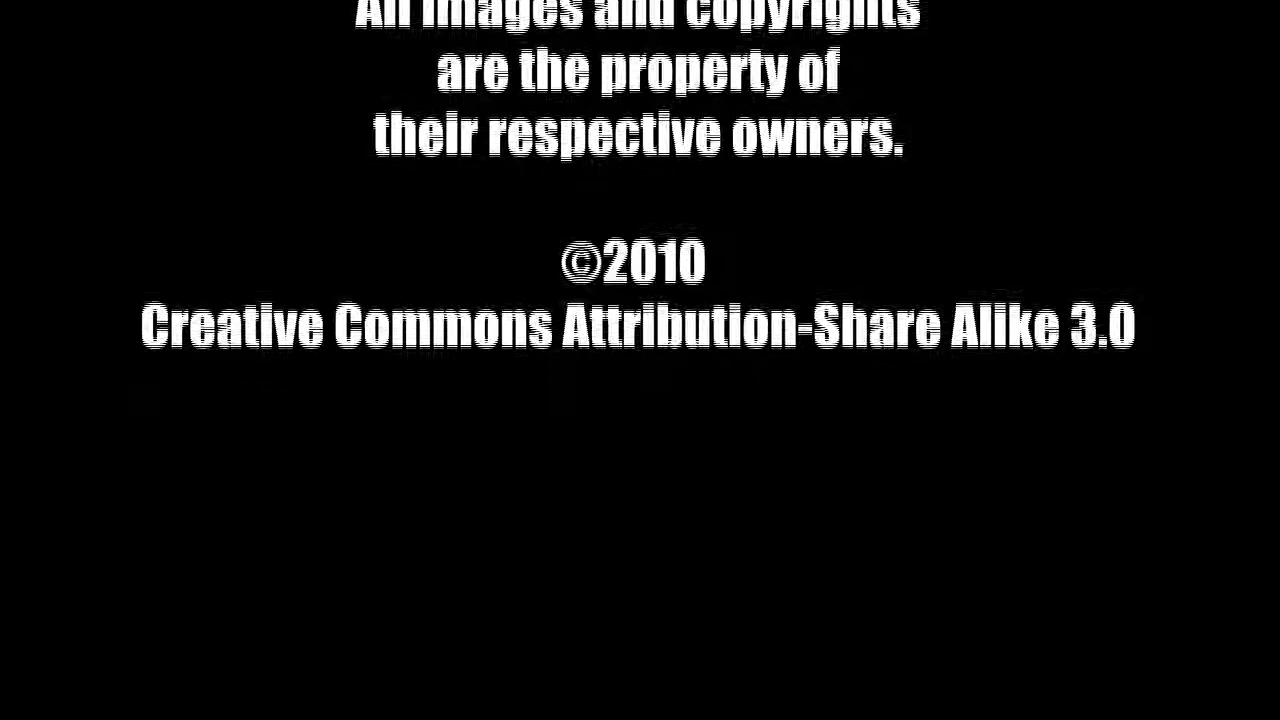 All images and copyrights
are the property of
their respective owners.
©2010
Creative Commons Attribution-Share Alike 3.0